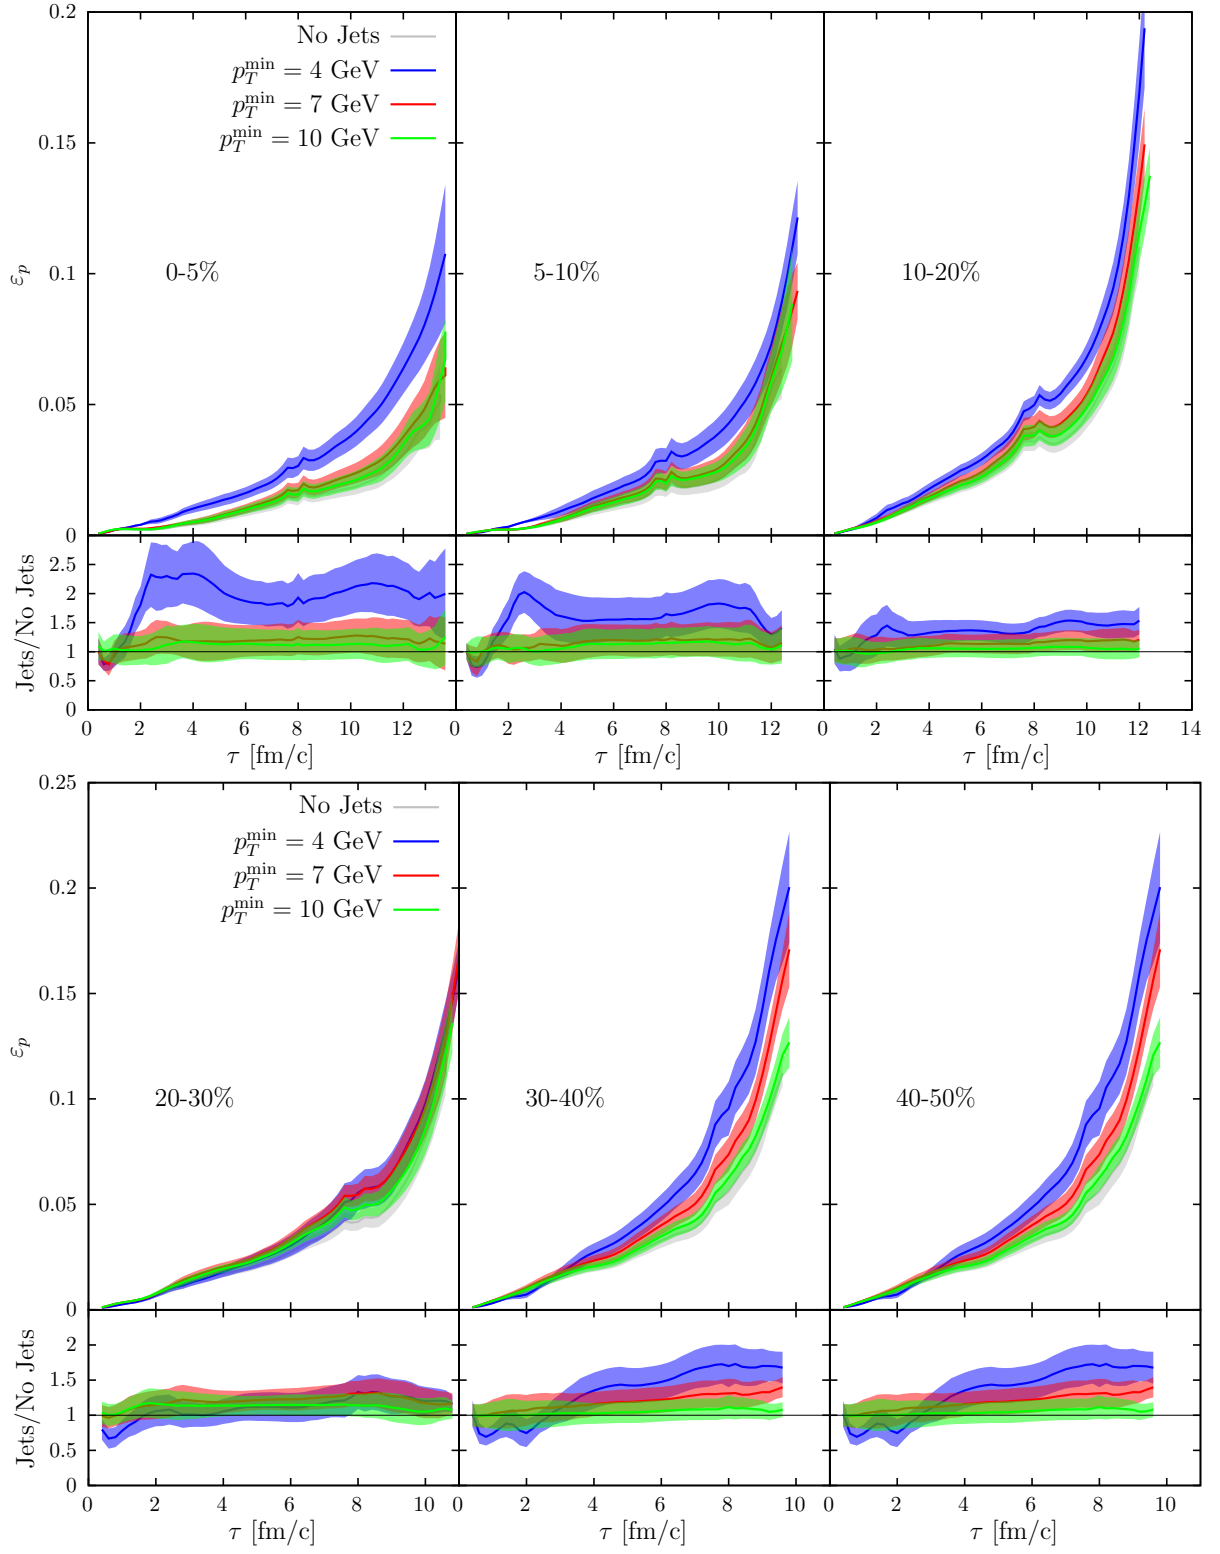 0.2
0.15
0.1
0.05
0
ε_p
No Jets
p_T^min = 4 GeV
p_T^min = 7 GeV
p_T^min = 10 GeV
0-5%
5-10%
10-20%
2.5
2
1.5
1
0.5
0
Jets/No Jets
0 2 4 6 8 10 12
0 2 4 6 8 10 12
0 2 4 6 8 10 12 14
τ [fm/c]
τ [fm/c]
τ [fm/c]
0.25
0.2
0.15
0.1
0.05
0
ε_p
No Jets
p_T^min = 4 GeV
p_T^min = 7 GeV
p_T^min = 10 GeV
20-30%
30-40%
40-50%
2
1.5
1
0.5
0
Jets/No Jets
0 2 4 6 8 10
0 2 4 6 8 10
0 2 4 6 8 10
τ [fm/c]
τ [fm/c]
τ [fm/c]